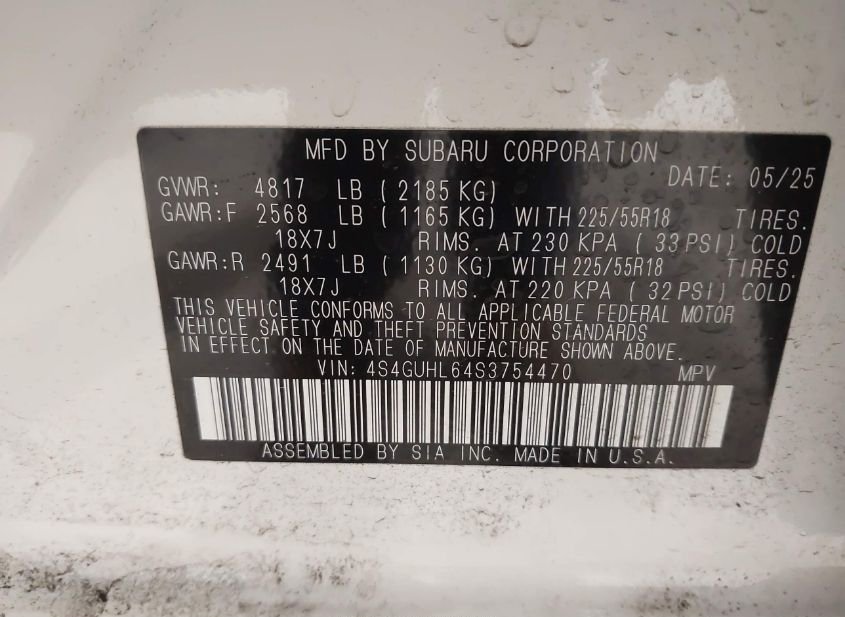 MFD BY SUBARU CORPORATION
DATE: 05/25
GVWR: 4817 LB ( 2185 KG)
GAWR:F 2568 LB ( 1165 KG) WITH 225/55R18 TIRES.
18X7J RIMS. AT 230 KPA ( 33 PSI) COLD
GAWR:R 2491 LB ( 1130 KG) WITH 225/55R18 TIRES.
18X7J RIMS. AT 220 KPA ( 32 PSI) COLD
THIS VEHICLE CONFORMS TO ALL APPLICABLE FEDERAL MOTOR
VEHICLE SAFETY AND THEFT PREVENTION STANDARDS
IN EFFECT ON THE DATE OF MANUFACTURE SHOWN ABOVE.
VIN: 4S4GUHL64S3754470 MPV
ASSEMBLED BY SIA INC. MADE IN U.S.A.